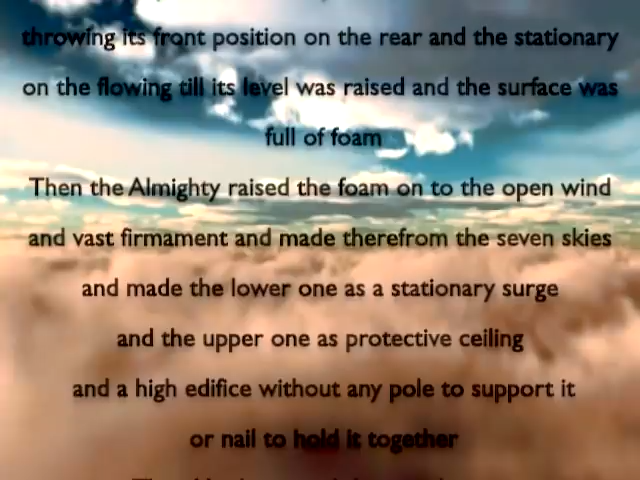 throwing its front position on the rear and the stationary
on the flowing till its level was raised and the surface was
full of foam
Then the Almighty raised the foam on to the open wind
and vast firmament and made therefrom the seven skies
and made the lower one as a stationary surge
and the upper one as protective ceiling
and a high edifice without any pole to support it
or nail to hold it together